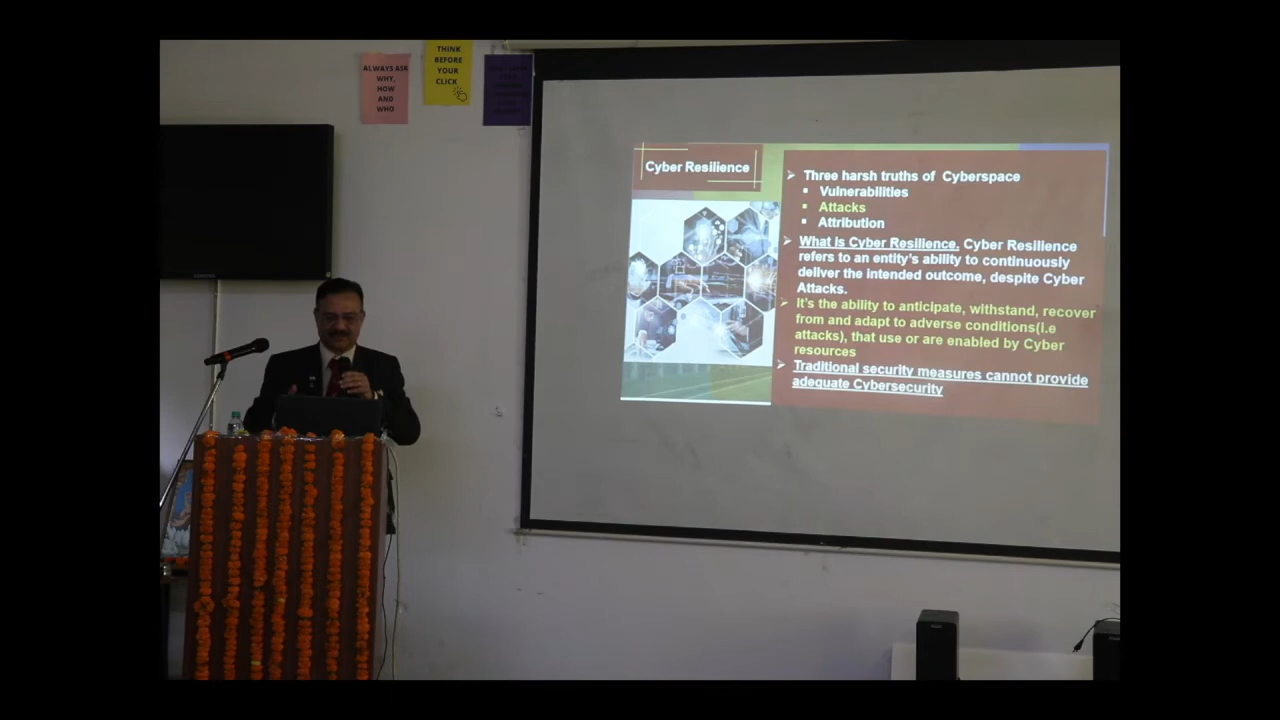 ALWAYS ASK
WHY,
HOW
AND
WHO
THINK
BEFORE
YOUR
CLICK
Cyber Resilience
Three harsh truths of Cyberspace
Vulnerabilities
Attacks
Attribution
What is Cyber Resilience. Cyber Resilience
refers to an entity's ability to continuously
deliver the intended outcome, despite Cyber
Attacks.
It's the ability to anticipate, withstand, recover
from and adapt to adverse conditions(i.e
attacks), that use or are enabled by Cyber
resources
Traditional security measures cannot provide
adequate Cybersecurity